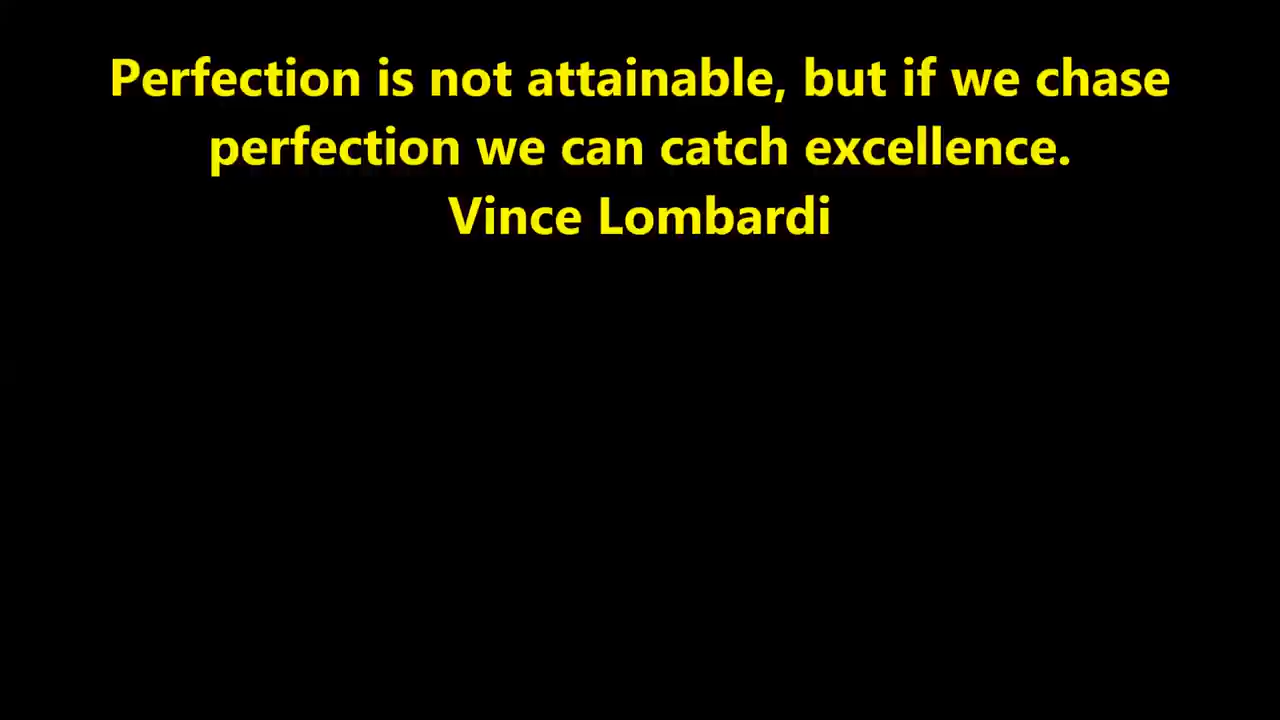 Perfection is not attainable, but if we chase
perfection we can catch excellence.
Vince Lombardi